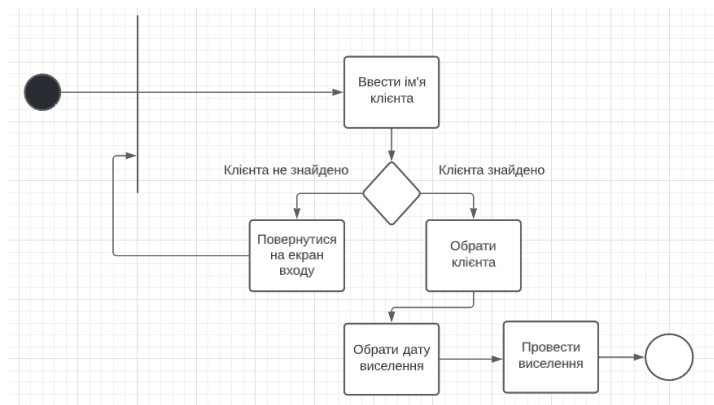 Ввести ім'я
клієнта
Клієнта не знайдено
Клієнта знайдено
Повернутися
на екран
входу
Обрати
клієнта
Обрати дату
виселення
Провести
виселення